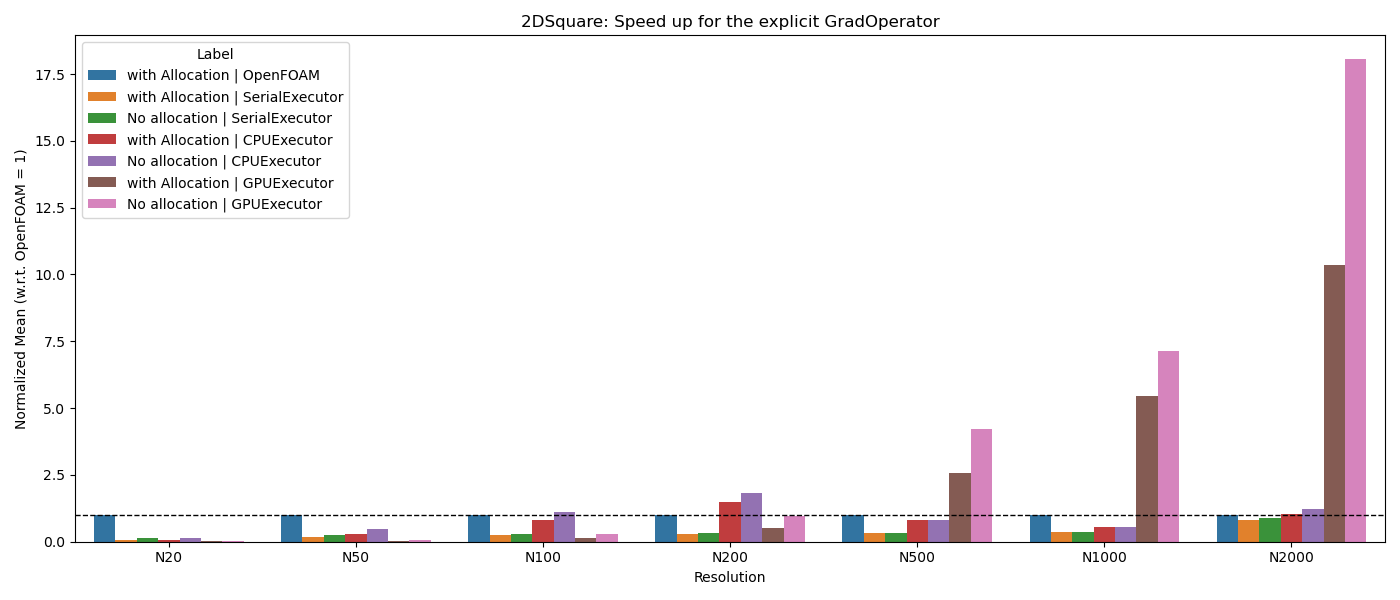 2DSquare: Speed up for the explicit GradOperator
Label
with Allocation | OpenFOAM
with Allocation | SerialExecutor
No allocation | SerialExecutor
with Allocation | CPUExecutor
No allocation | CPUExecutor
with Allocation | GPUExecutor
No allocation | GPUExecutor
Normalized Mean (w.r.t. OpenFOAM = 1)
17.5
15.0
12.5
10.0
7.5
5.0
2.5
0.0
N20 N50 N100 N200 N500 N1000 N2000
Resolution